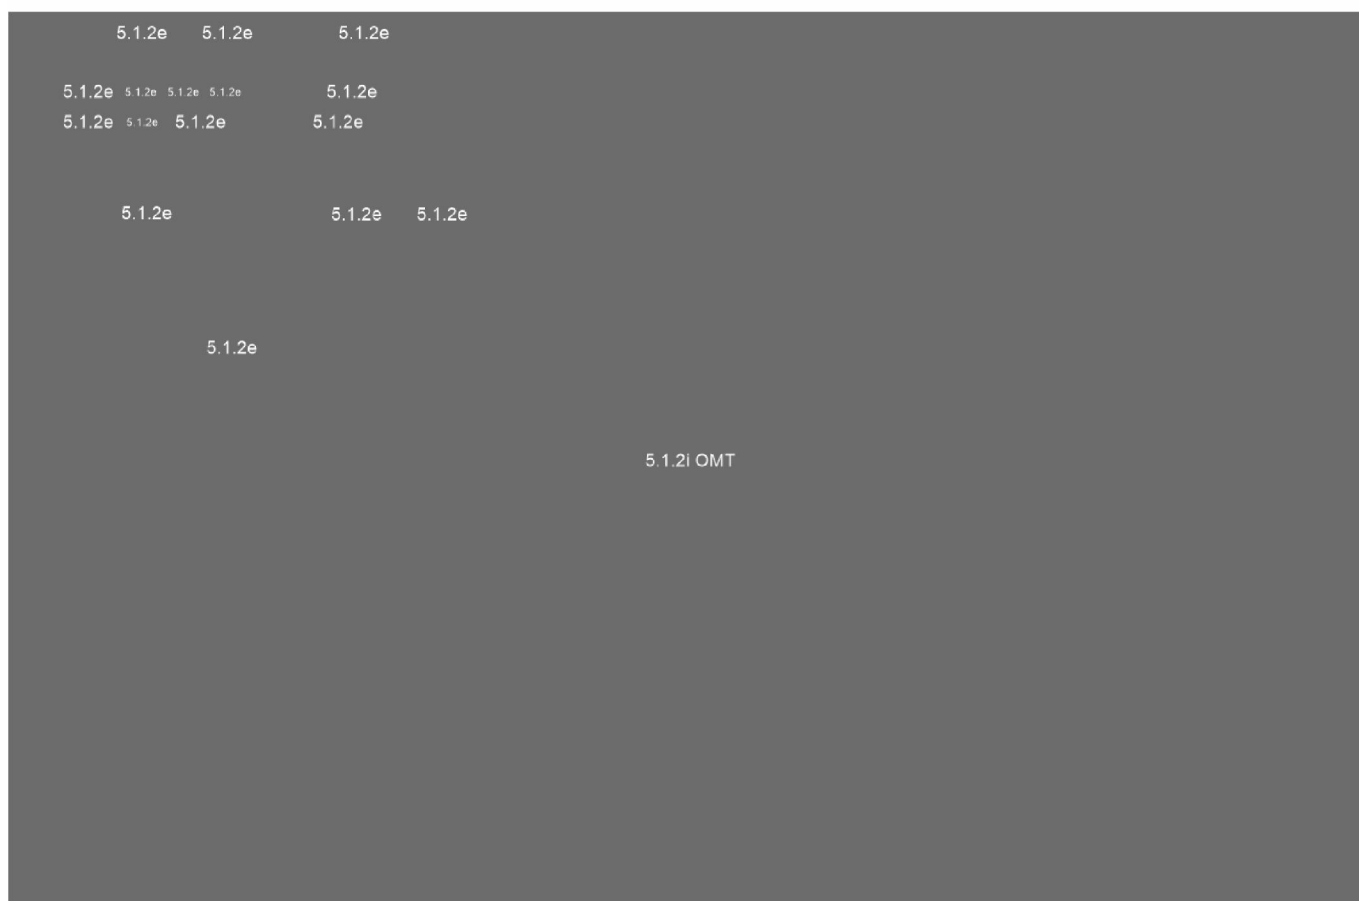 5.1.2e 5.1.2e 5.1.2e
5.1.2e 5.1.2e 5.1.2e 5.1.2e 5.1.2e
5.1.2e 5.1.2e 5.1.2e 5.1.2e
5.1.2e 5.1.2e 5.1.2e
5.1.2e
5.1.2i OMT